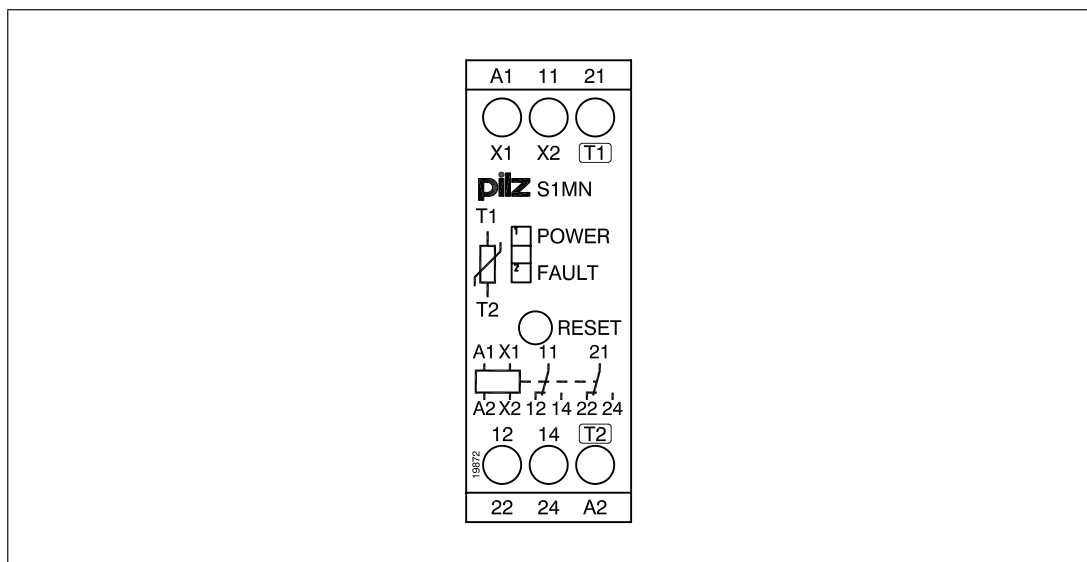 A1 11 21
X1 X2 T1
pilz S1MN
T1
1 POWER
2 FAULT
T2
RESET
A1 X1 11 21
A2 X2 12 14 22 24
12 14 T2
19872
22 24 A2